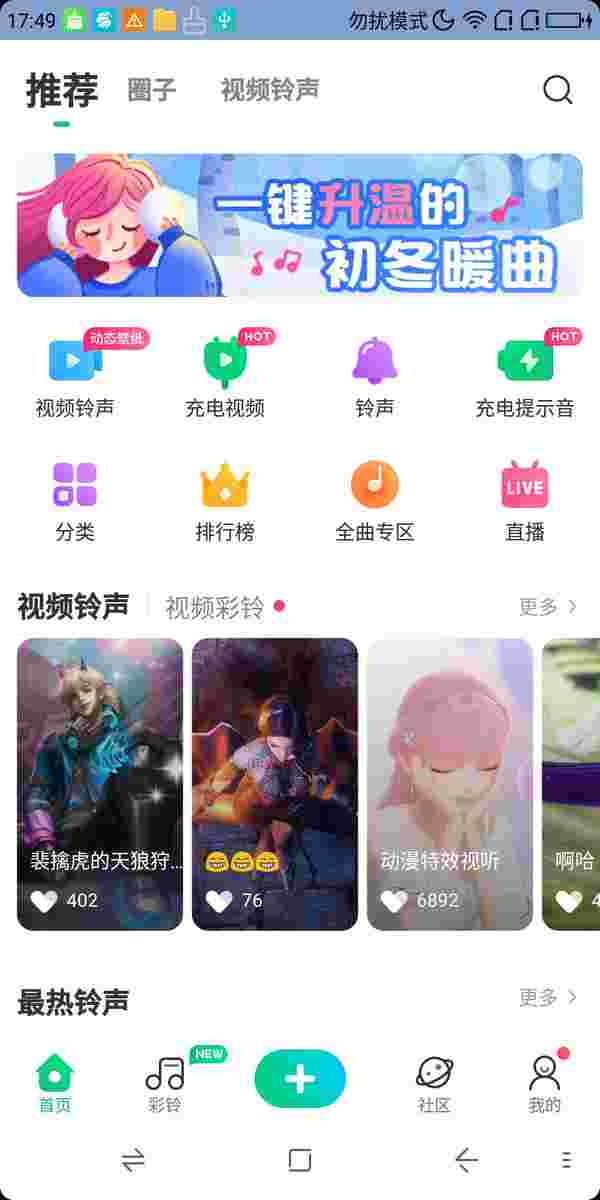 17:49
勿扰模式
推荐
圈子
视频铃声
一键升温的
初冬暖曲
动态壁纸
HOT
HOT
视频铃声
充电视频
铃声
充电提示音
LIVE
分类
排行榜
全曲专区
直播
视频铃声
视频彩铃
更多
裴擒虎的天狼狩...
402
😂😂😂
76
动漫特效视听
6892
啊哈
4
最热铃声
更多
NEW
首页
彩铃
社区
我的